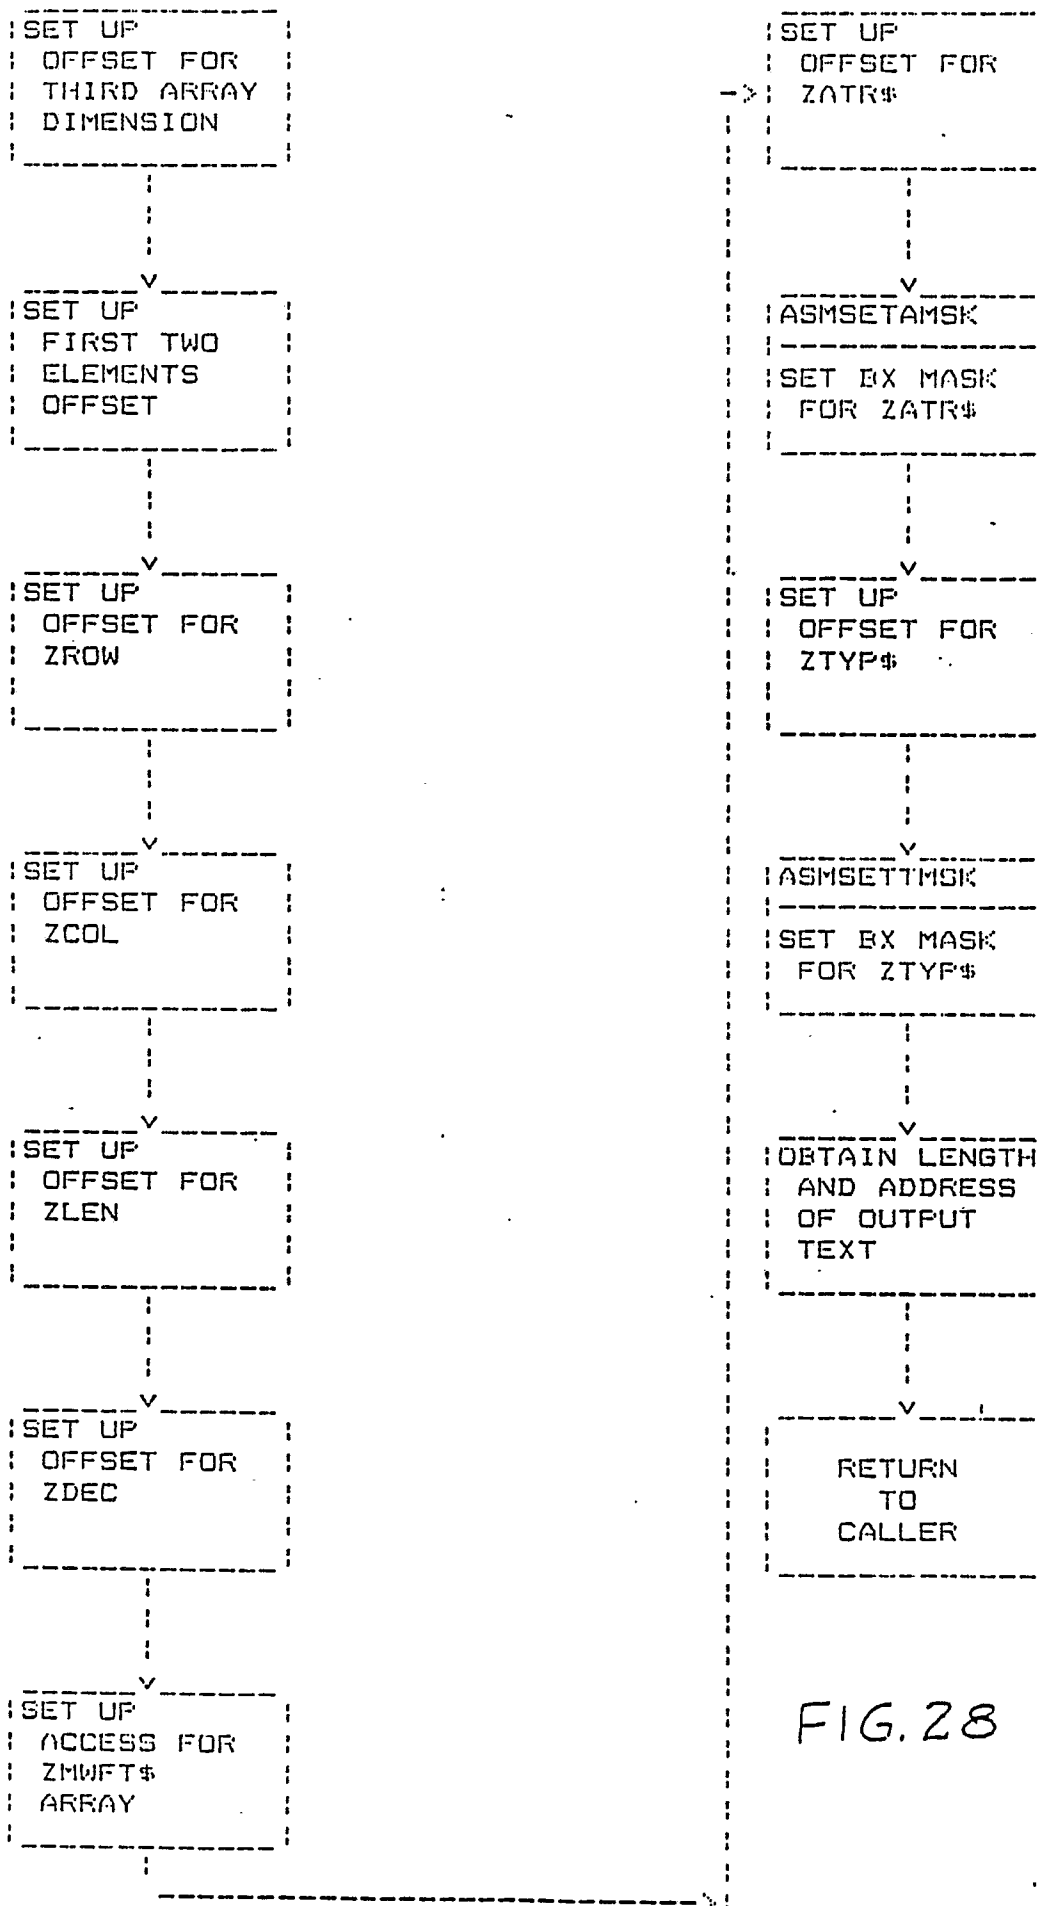 SET UP
OFFSET FOR
THIRD ARRAY
DIMENSION
SET UP
FIRST TWO
ELEMENTS
OFFSET
SET UP
OFFSET FOR
ZROW
SET UP
OFFSET FOR
ZCOL
SET UP
OFFSET FOR
ZLEN
SET UP
OFFSET FOR
ZDEC
SET UP
ACCESS FOR
ZMWFT$
ARRAY
SET UP
OFFSET FOR
ZATR$
ASMSETAMSK
SET BX MASK
FOR ZATR$
SET UP
OFFSET FOR
ZTYP$
ASMSETTMSK
SET BX MASK
FOR ZTYP$
OBTAIN LENGTH
AND ADDRESS
OF OUTPUT
TEXT
RETURN
TO
CALLER
FIG. 28